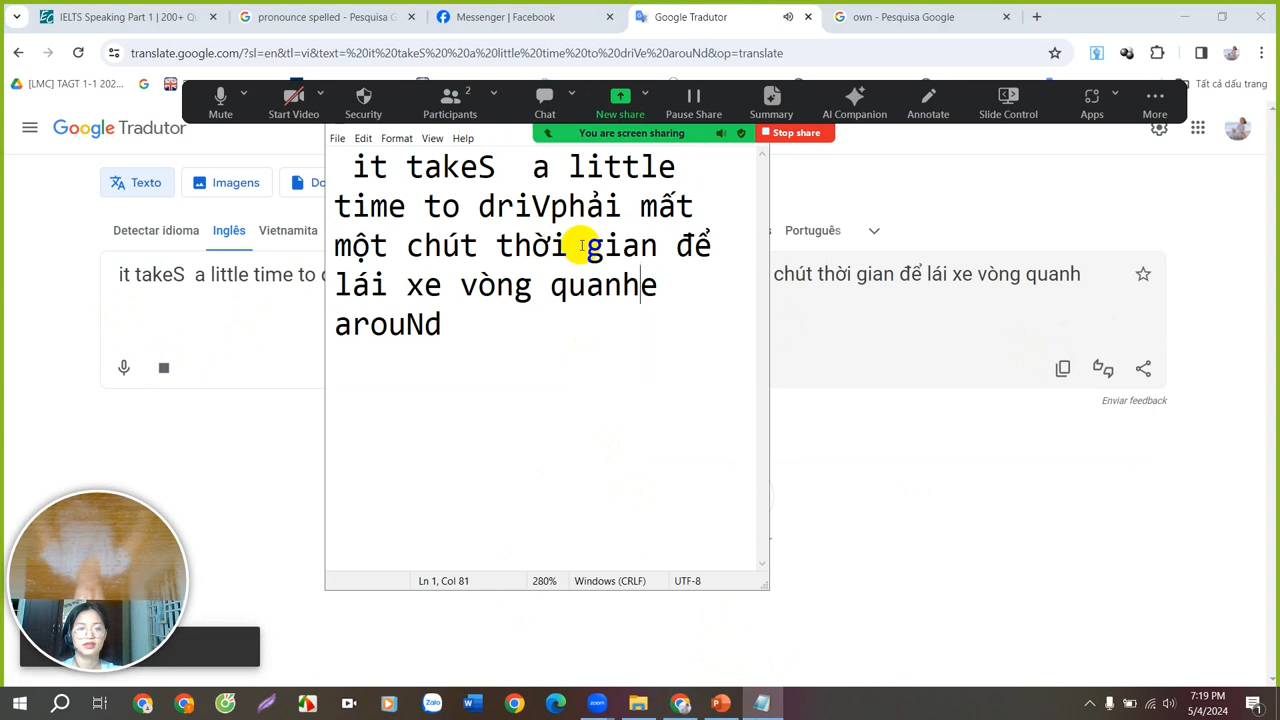 IELTS Speaking Part 1 | 200+ Qu
pronounce spelled - Pesquisa G
Messenger | Facebook
Google Tradutor
own - Pesquisa Google
translate.google.com/?sl=en&tl=vi&text=%20it%20takeS%20%20a%20little%20time%20to%20driVe%20arouNd&op=translate
[LMC] TAGT 1-1 202...
Tất cả dấu trang
Mute
Start Video
Security
Participants
2
Chat
New share
Pause Share
Summary
AI Companion
Annotate
Slide Control
Apps
More
You are screen sharing
Stop share
Google Tradutor
File Edit Format View Help
Texto
Imagens
Do
it takeS a little
time to driVphải mất
một chút thời gian để
lái xe vòng quanhe
arouNd
Detectar idioma
Inglês
Vietnamita
Português
it takeS a little time to d
chút thời gian để lái xe vòng quanh
Enviar feedback
Ln 1, Col 81
280%
Windows (CRLF)
UTF-8
Zalo
zoom
7:19 PM
5/4/2024
1